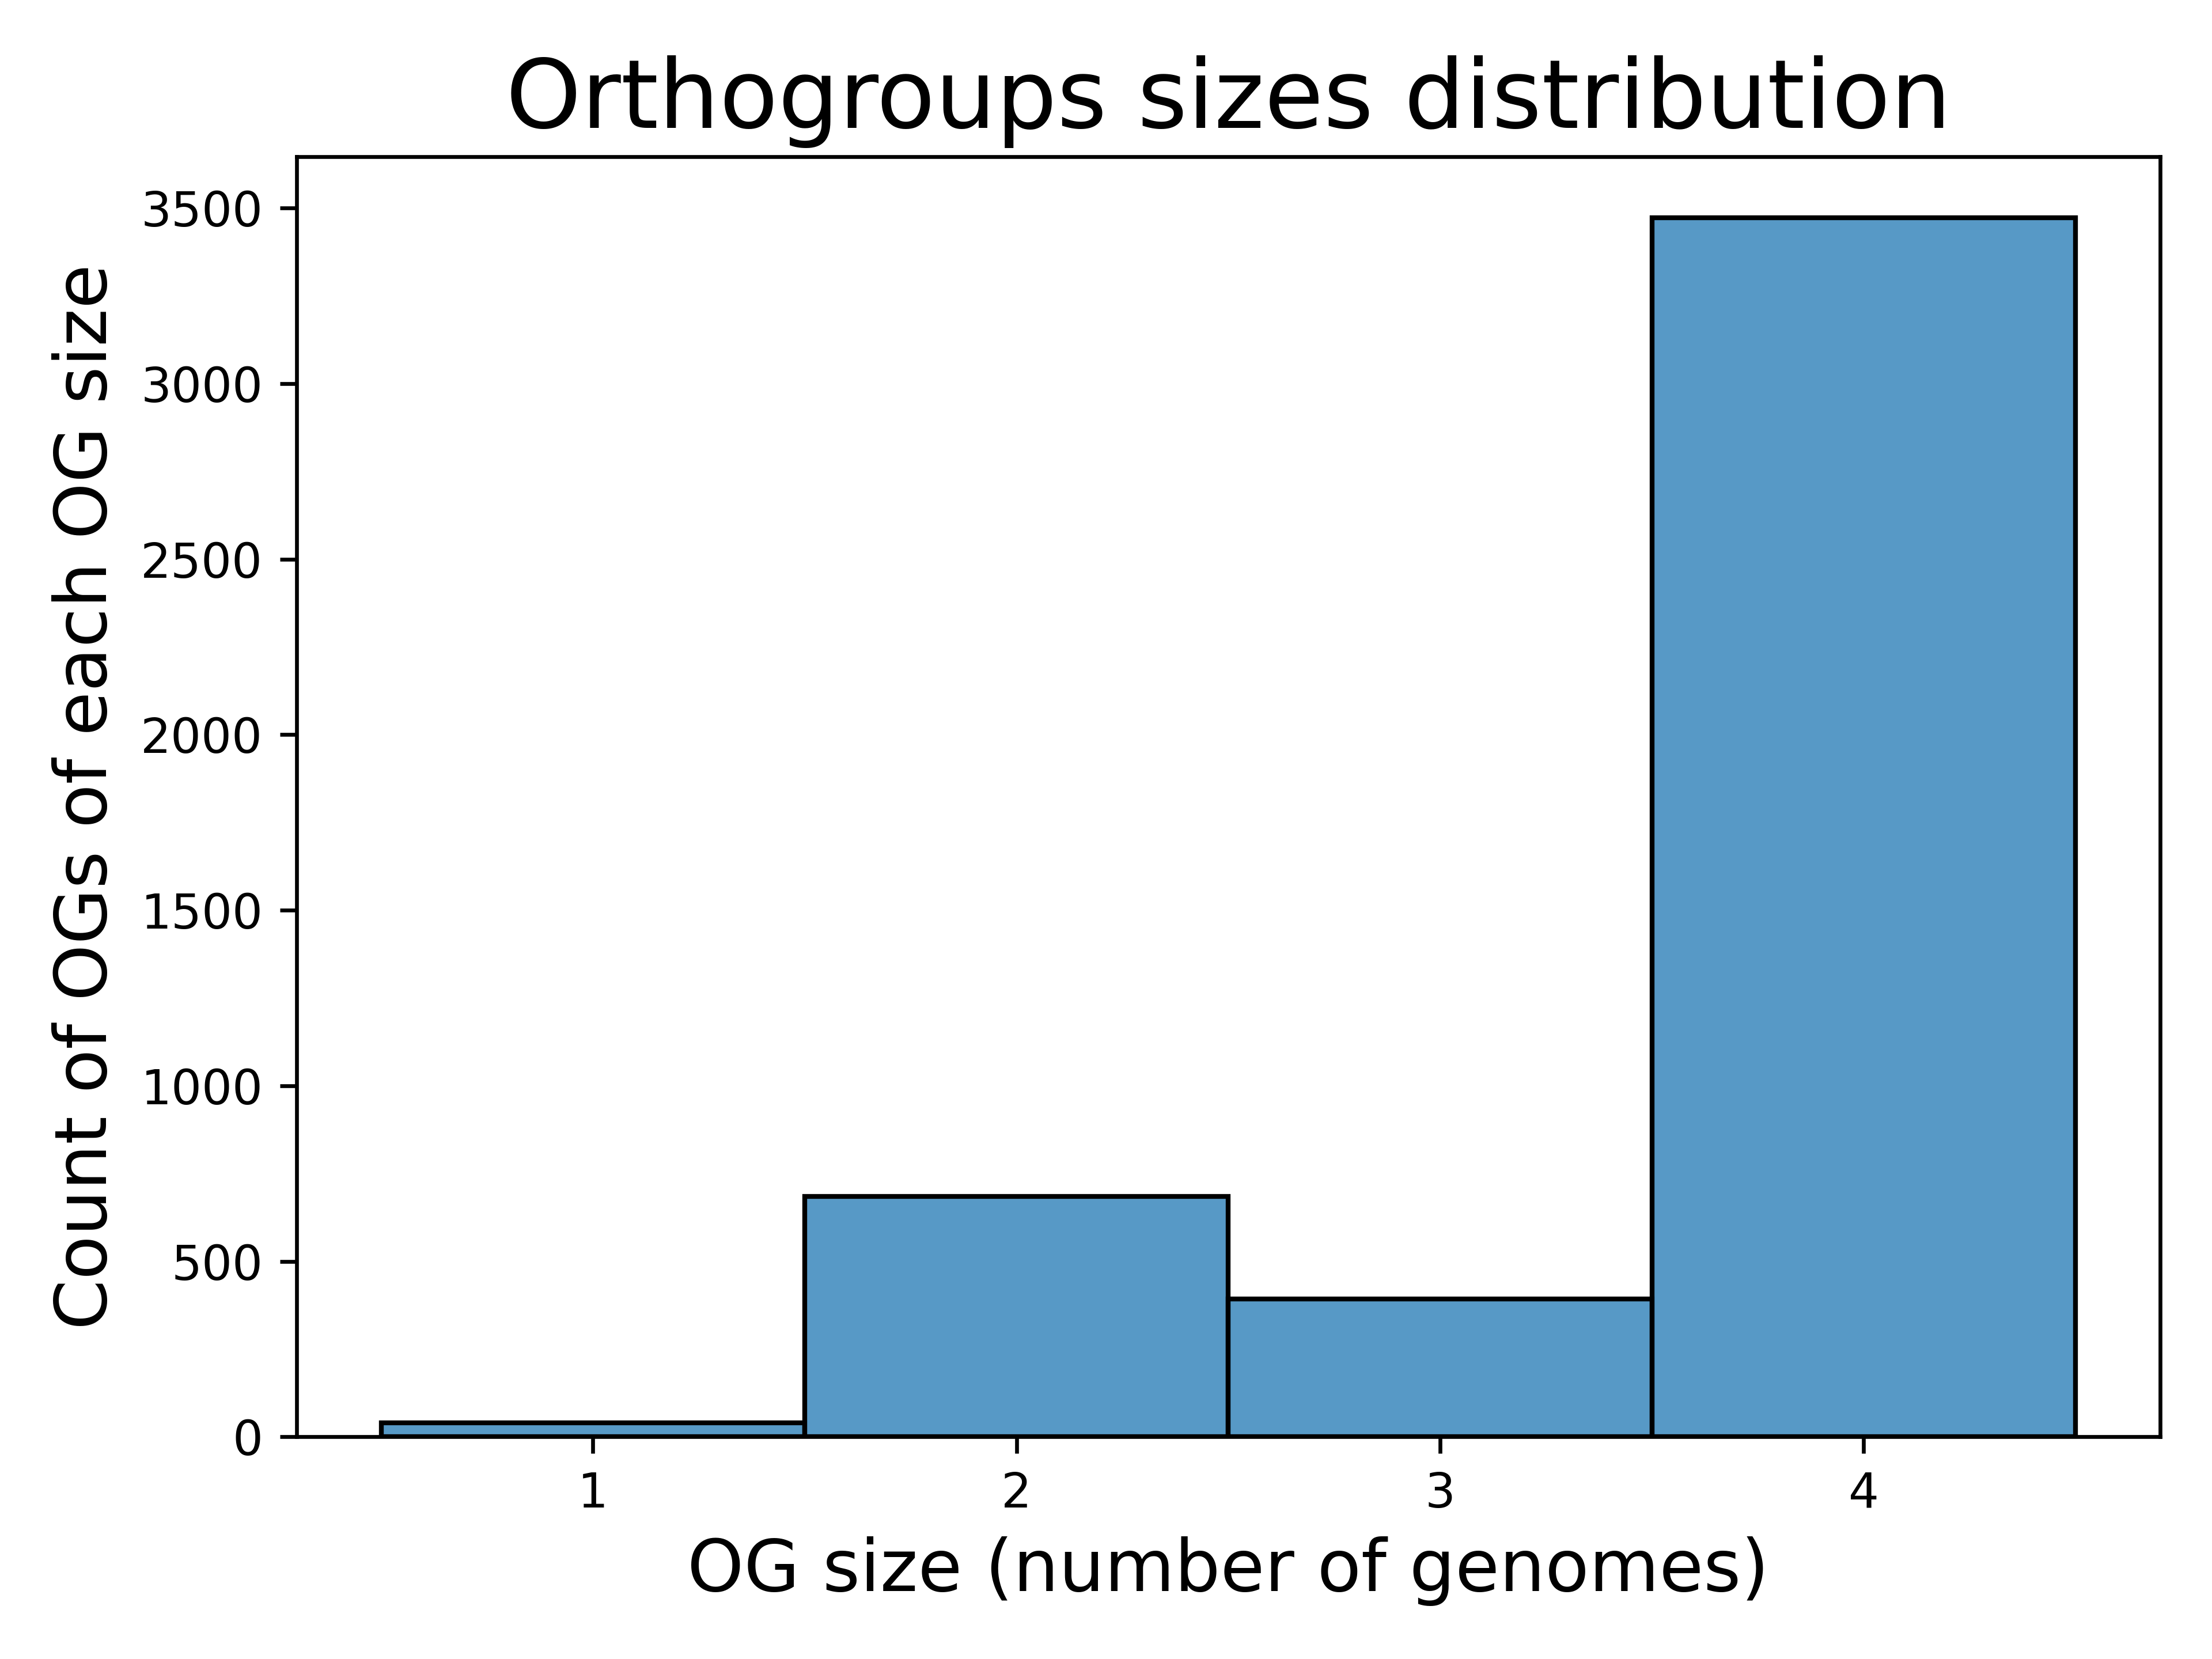 Orthogroups sizes distribution
Count of OGs of each OG size
3500
3000
2500
2000
1500
1000
500
0
1 2 3 4
OG size (number of genomes)